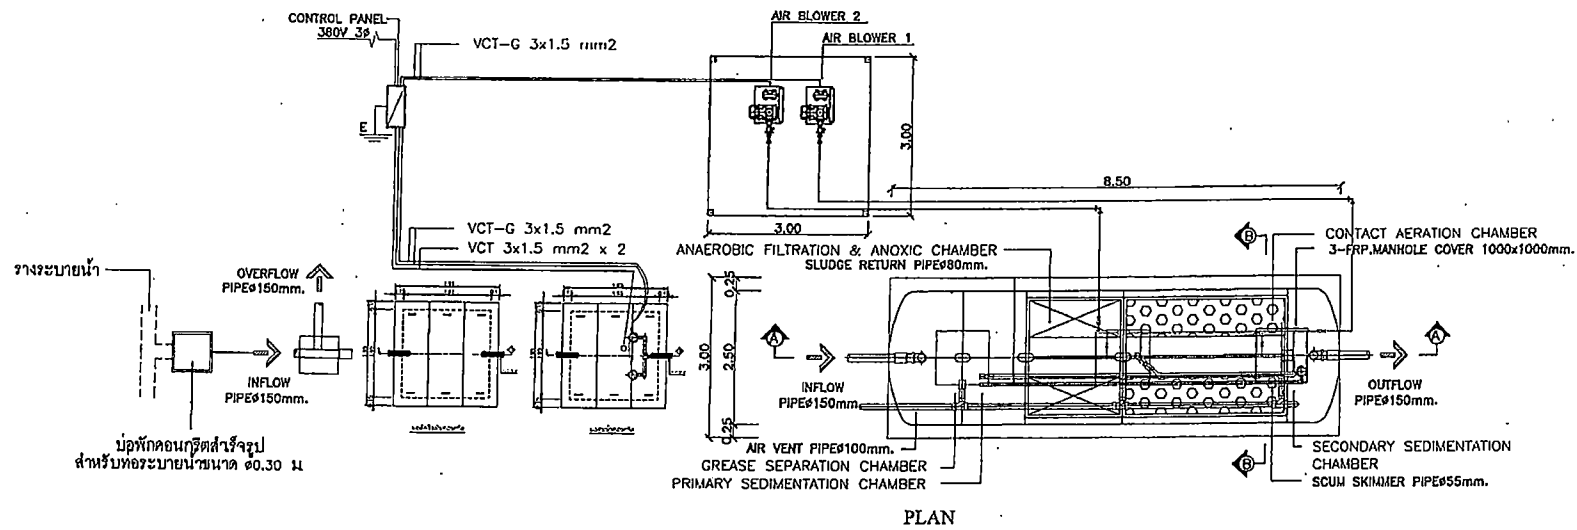 CONTROL PANEL
380V 3ø
VCT-G 3x1.5 mm2
AIR BLOWER 2
AIR BLOWER 1
E
3.00
3.00
8.50
VCT-G 3x1.5 mm2
VCT 3x1.5 mm2 x 2
ANAEROBIC FILTRATION & ANOXIC CHAMBER
SLUDGE RETURN PIPEø80mm.
B
CONTACT AERATION CHAMBER
3-FRP.MANHOLE COVER 1000x1000mm.
รางระบายน้ำ
OVERFLOW
PIPEø150mm.
INFLOW
PIPEø150mm.
0.25
3.00
2.50
0.25
A
INFLOW
PIPEø150mm.
A
OUTFLOW
PIPEø150mm.
บ่อพักคอนกรีตสำเร็จรูป
สำหรับท่อระบายน้ำขนาด ø0.30 ม
AIR VENT PIPEø100mm.
GREASE SEPARATION CHAMBER
PRIMARY SEDIMENTATION CHAMBER
B
SECONDARY SEDIMENTATION
CHAMBER
SCUM SKIMMER PIPEø55mm.
PLAN